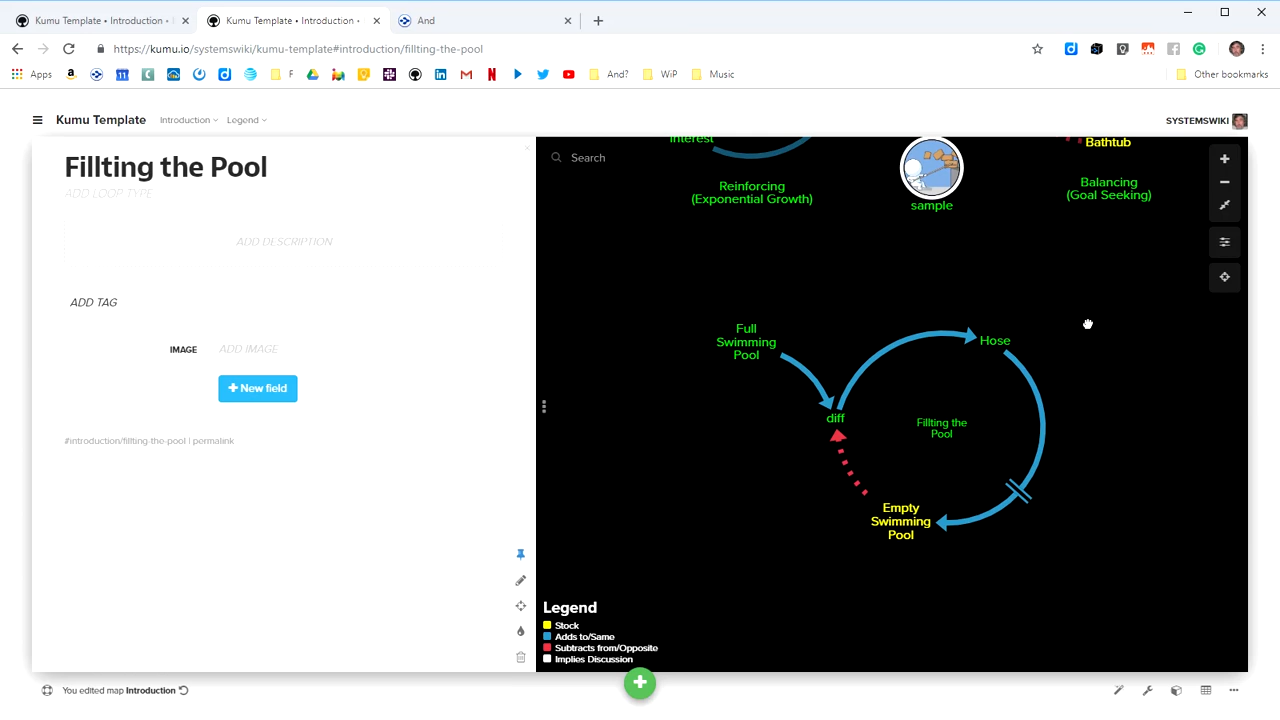 Kumu Template • Introduction •
Kumu Template • Introduction •
And
https://kumu.io/systemswiki/kumu-template#introduction/fillting-the-pool
Apps
F
And?
WiP
Music
Other bookmarks
Kumu Template
Introduction
Legend
SYSTEMSWIKI
Fillting the Pool
ADD LOOP TYPE
ADD DESCRIPTION
ADD TAG
IMAGE
ADD IMAGE
New field
#introduction/fillting-the-pool | permalink
Search
Interest
Reinforcing
(Exponential Growth)
sample
Bathtub
Balancing
(Goal Seeking)
Full
Swimming
Pool
Hose
diff
Fillting the
Pool
Empty
Swimming
Pool
Legend
Stock
Adds to/Same
Subtracts from/Opposite
Implies Discussion
You edited map Introduction